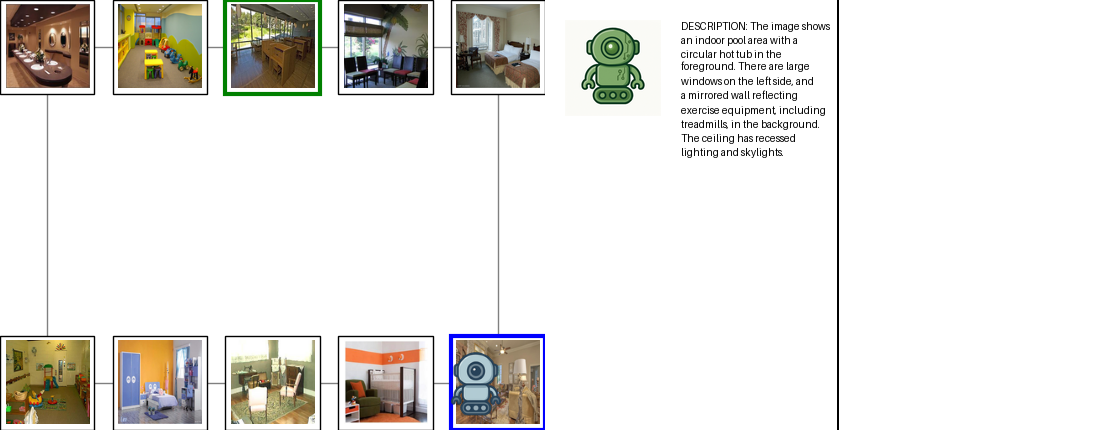 DESCRIPTION: The image shows
an indoor pool area with a
circular hot tub in the
foreground. There are large
windows on the left side, and
a mirrored wall reflecting
exercise equipment, including
treadmills, in the background.
The ceiling has recessed
lighting and skylights.